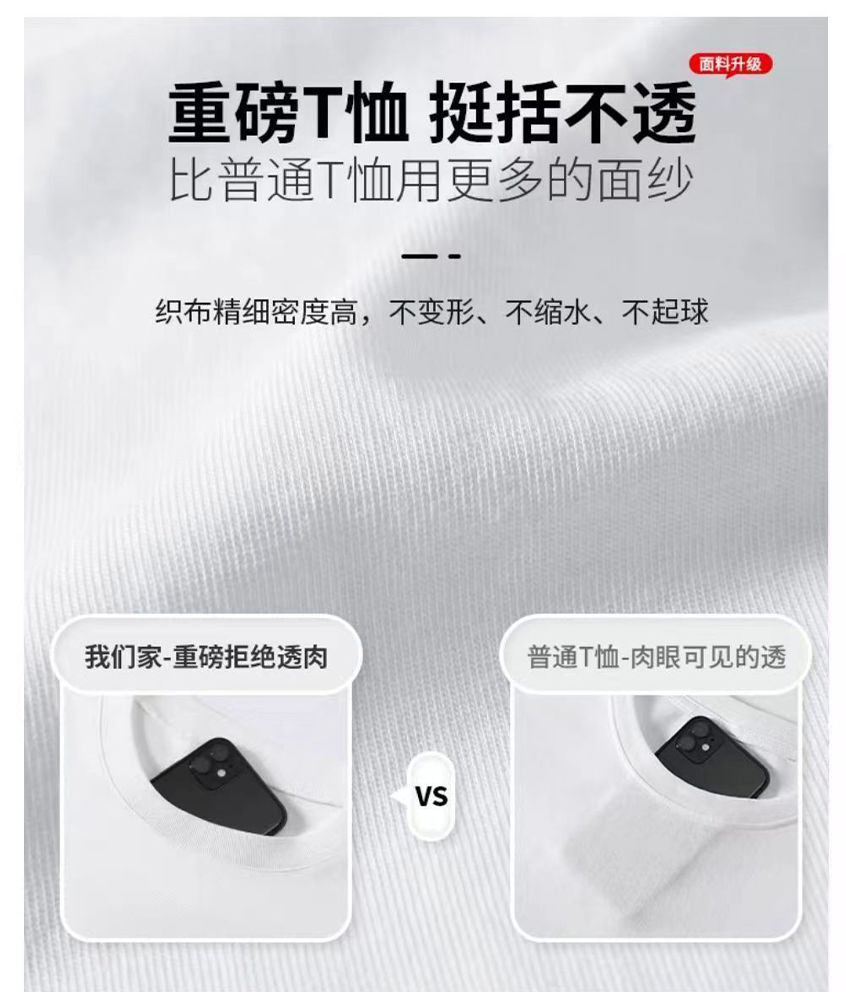 面料升级
重磅T恤 挺括不透
比普通T恤用更多的面纱
织布精细密度高，不变形、不缩水、不起球
我们家-重磅拒绝透肉
普通T恤-肉眼可见的透
VS